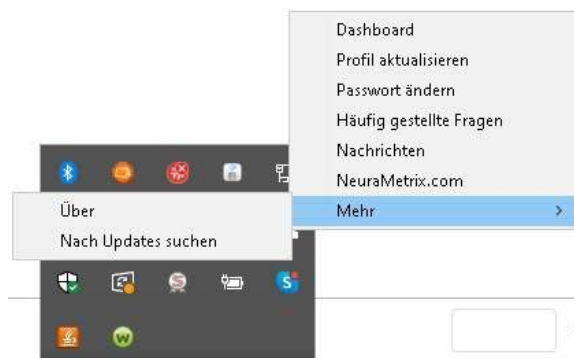 Dashboard
Profil aktualisieren
Passwort ändern
Häufig gestellte Fragen
Nachrichten
NeuraMetrix.com
Mehr
Über
Nach Updates suchen